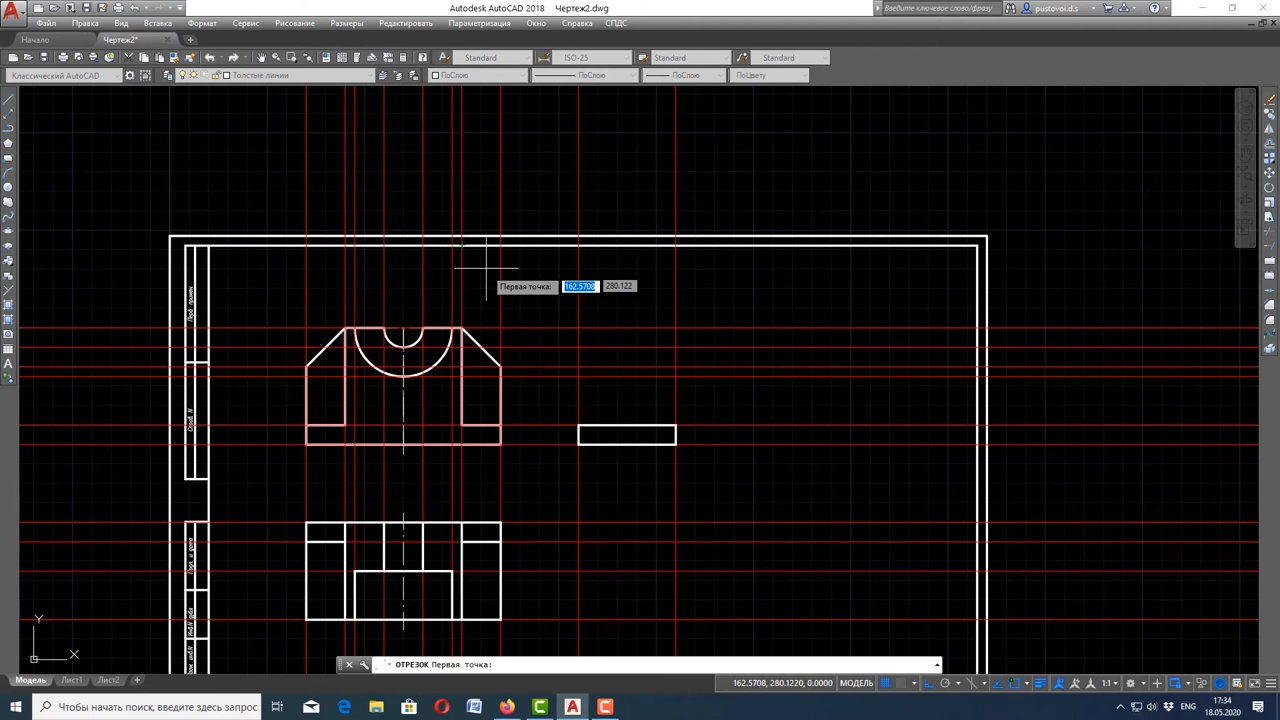 Autodesk AutoCAD 2018 Чертеж2.dwg
Введите ключевое слово/фразу
pustovoi.d.s
Файл Правка Вид Вставка Формат Сервис Рисование Размеры Редактировать Параметризация Окно Справка СПДС
Начало Чертеж2*
Standard ISO-25 Standard Standard
Классический AutoCAD Толстые линии ПоСлою ПоСлою ПоСлою ПоЦвету
Первая точка: 162.5708 280.122
Y
X
ОТРЕЗОК Первая точка:
Модель Лист1 Лист2
162.5708, 280.1220, 0.0000 МОДЕЛЬ 1:1
Чтобы начать поиск, введите запрос
РУС 17:34
18.05.2020